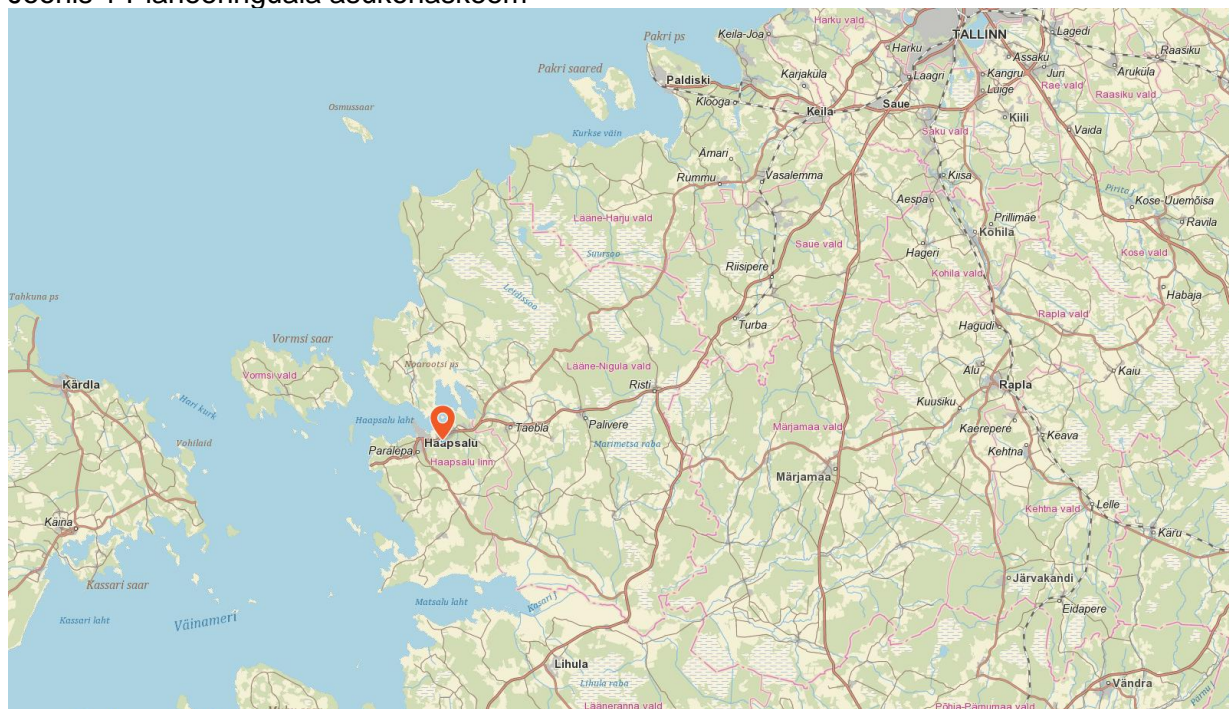 Joonis 1 Planeeringuala asukohaskeem
Harku vald
Pakri ps
Keila-Joa
TALLINN
Lagedi
Harku
Assaku
Raasiku
Pakri saared
Karjaküla
Laagri
Kangru
Jüri
Aruküla
Paldiski
Luige
Rae vald
Raasiku vald
Osmussaar
Klooga
Keila
Saue
Kiili
Kurkse väin
Saku vald
Vaida
Ämari
Rummu
Vasalemma
Kiisa
Pirita j
Aespa
Kose-Uuemõisa
Lääne-Harju vald
Prillimäe
Ravila
Kohila
Saue vald
Hageri
Kose vald
Suursoo
Riisipere
Kohila vald
Leidissoo
Habaja
Tahkuna ps
Rapla vald
Turba
Hagudi
Vormsi saar
Noarootsi ps
Lääne-Nigula vald
Alu
Kaiu
Vormsi vald
Kärdla
Risti
Rapla
Hari kurk
Kuusiku
Haapsalu laht
Palivere
Märjamaa vald
Kaerepere
Taebla
Keava
Vohilaid
Haapsalu
Marimetsa raba
Paralepa
Kehtna
Haapsalu linn
Märjamaa
Lelle
Kehtna vald
Käina
Käru
Kassari saar
Järvakandi
Matsalu laht
Kasari j
Eidapere
Kassari laht
Väinameri
Lihula
Lihula raba
Vändra
Lääneranna vald
Põhja-Pärnumaa vald